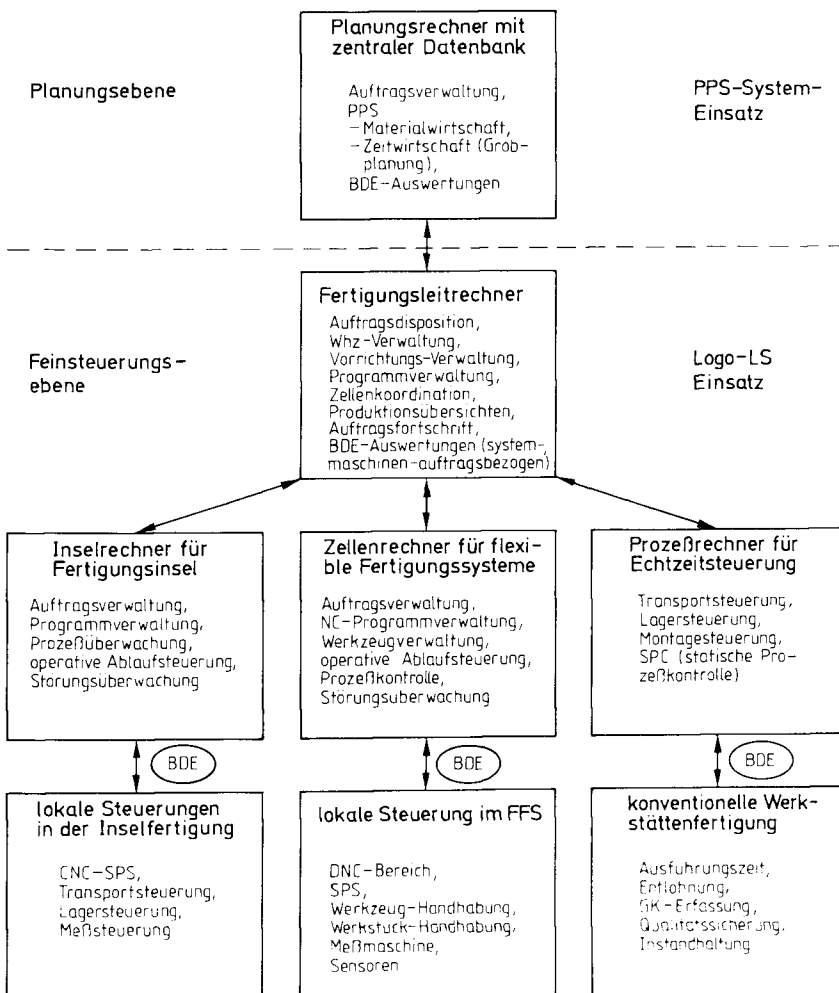 Planungsrechner mit
zentraler Datenbank
Planungsebene
Auftragsverwaltung,
PPS
-Materialwirtschaft,
-Zeitwirtschaft (Grob-
planung),
BDE-Auswertungen
PPS-System-
Einsatz
Fertigungsleitrechner
Feinsteuerungs-
ebene
Auftragsdisposition,
Whz-Verwaltung,
Vorrichtungs-Verwaltung,
Programmverwaltung,
Zellenkoordination,
Produktionsübersichten,
Auftragsfortschrift,
BDE-Auswertungen (system-
maschinen-auftragsbezogen)
Logo-LS
Einsatz
Inselrechner für
Fertigungsinsel
Auftragsverwaltung,
Programmverwaltung,
Prozeßüberwachung,
operative Ablaufsteuerung,
Störungsüberwachung
Zellenrechner für flexi-
ble Fertigungssysteme
Auftragsverwaltung,
NC-Programmverwaltung,
Werkzeugverwaltung,
operative Ablaufsteuerung,
Prozeßkontrolle,
Störungsüberwachung
Prozeßrechner für
Echtzeitsteuerung
Transportsteuerung,
Lagersteuerung,
Montagesteuerung,
SPC (statische Pro-
zeßkontrolle)
BDE
BDE
BDE
lokale Steuerungen
in der Inselfertigung
CNC-SPS,
Transportsteuerung,
Lagersteuerung,
Meßsteuerung
lokale Steuerung im FFS
DNC-Bereich,
SPS,
Werkzeug-Handhabung,
Werkstück-Handhabung,
Meßmaschine,
Sensoren
konventionelle Werk-
stättenfertigung
Ausführungszeit,
Entlohnung,
GK-Erfassung,
Qualitätssicherung,
Instandhaltung